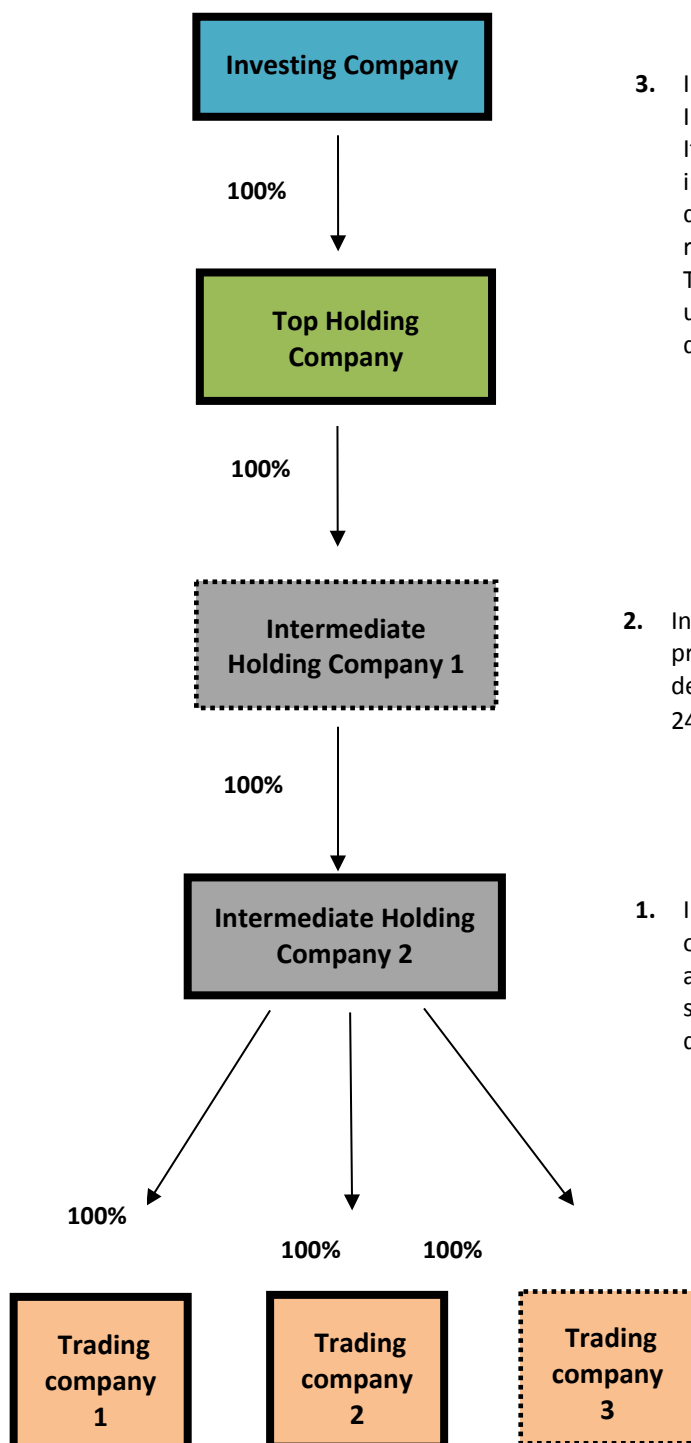 Investing Company
3.
100%
Top Holding
Company
100%
Intermediate
Holding Company 1
2.
24
100%
Intermediate Holding
Company 2
1.
100%
100% 100%
Trading
company
1
Trading
company
2
Trading
company
3